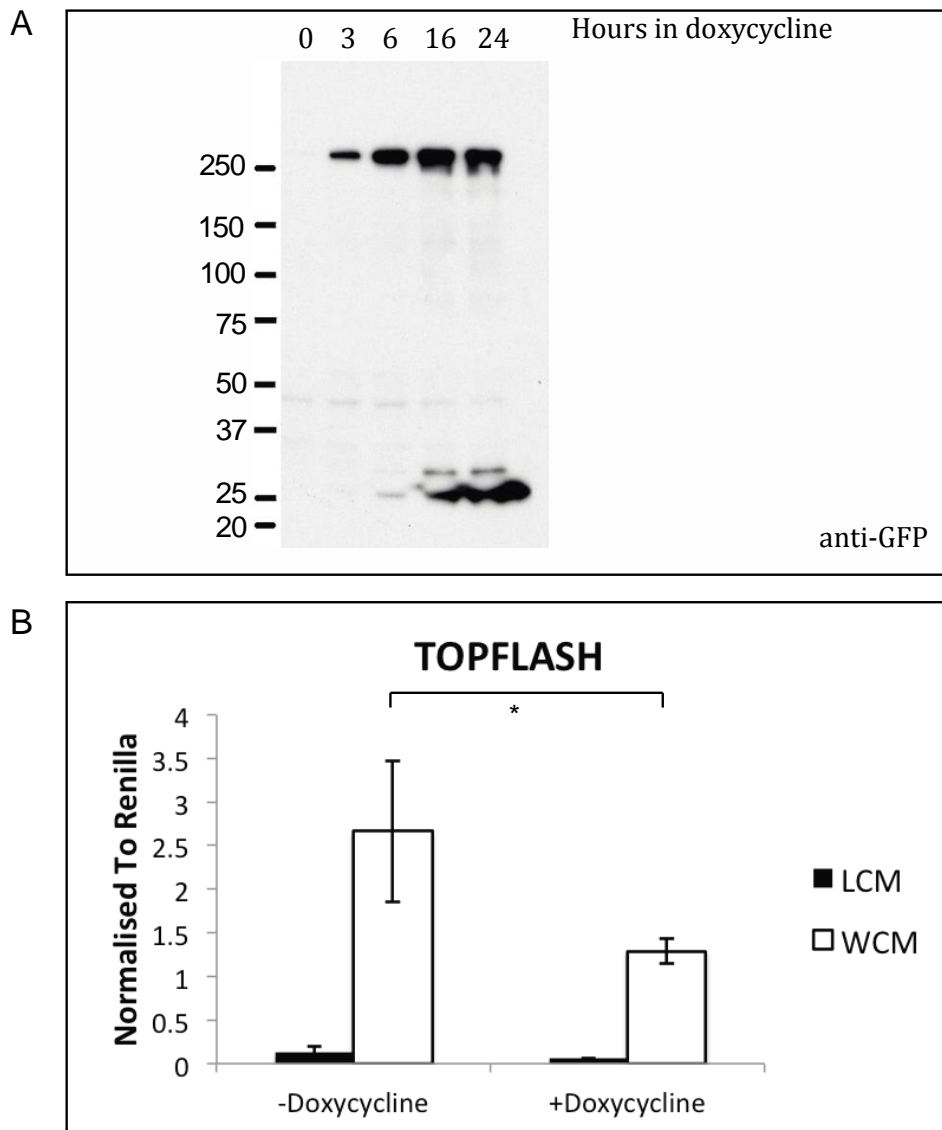 A
0 3 6 16 24 Hours in doxycycline
250
150
100
75
50
37
25
20
anti-GFP
B
TOPFLASH
*
Normalised To Renilla
4
3.5
3
2.5
2
1.5
1
0.5
0
-Doxycycline
+Doxycycline
LCM
WCM